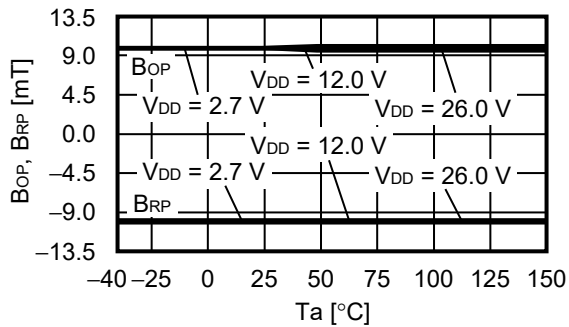 13.5
9.0
4.5
0.0
−4.5
−9.0
−13.5
BOP, BRP [mT]
BOP
VDD = 12.0 V
VDD = 2.7 V
VDD = 26.0 V
VDD = 12.0 V
VDD = 2.7 V
VDD = 26.0 V
BRP
−40 −25 0 25 50 75 100 125 150
Ta [°C]